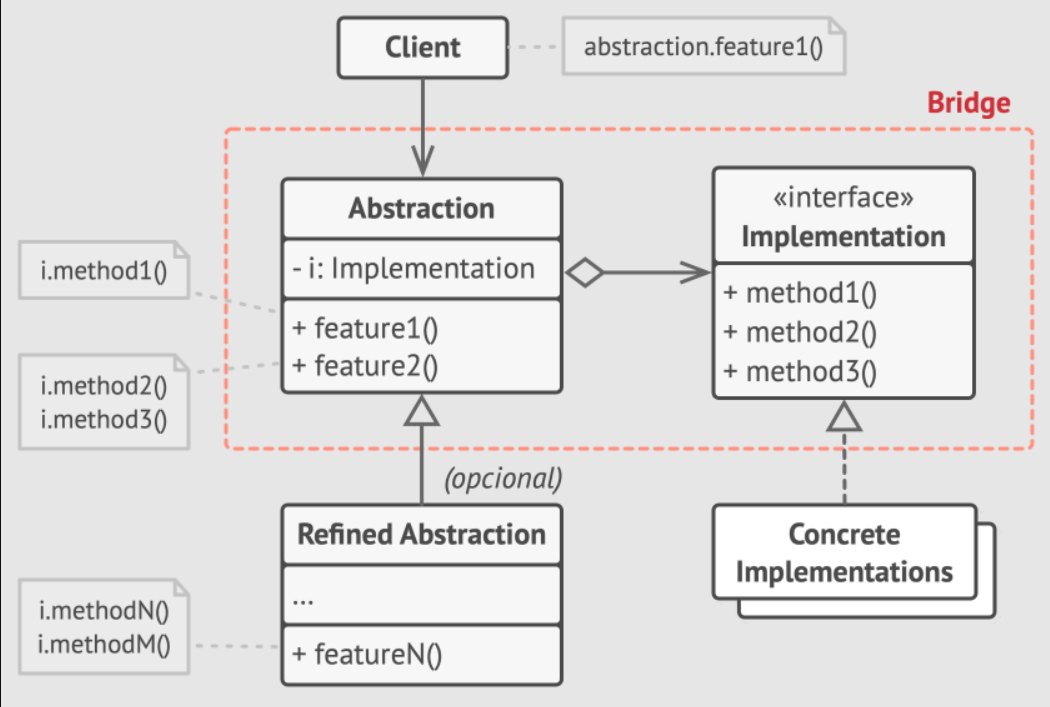 Client
abstraction.feature1()
Bridge
Abstraction
- i: Implementation
+ feature1()
+ feature2()
«interface»
Implementation
+ method1()
+ method2()
+ method3()
i.method1()
i.method2()
i.method3()
(opcional)
Refined Abstraction
...
+ featureN()
Concrete
Implementations
i.methodN()
i.methodM()